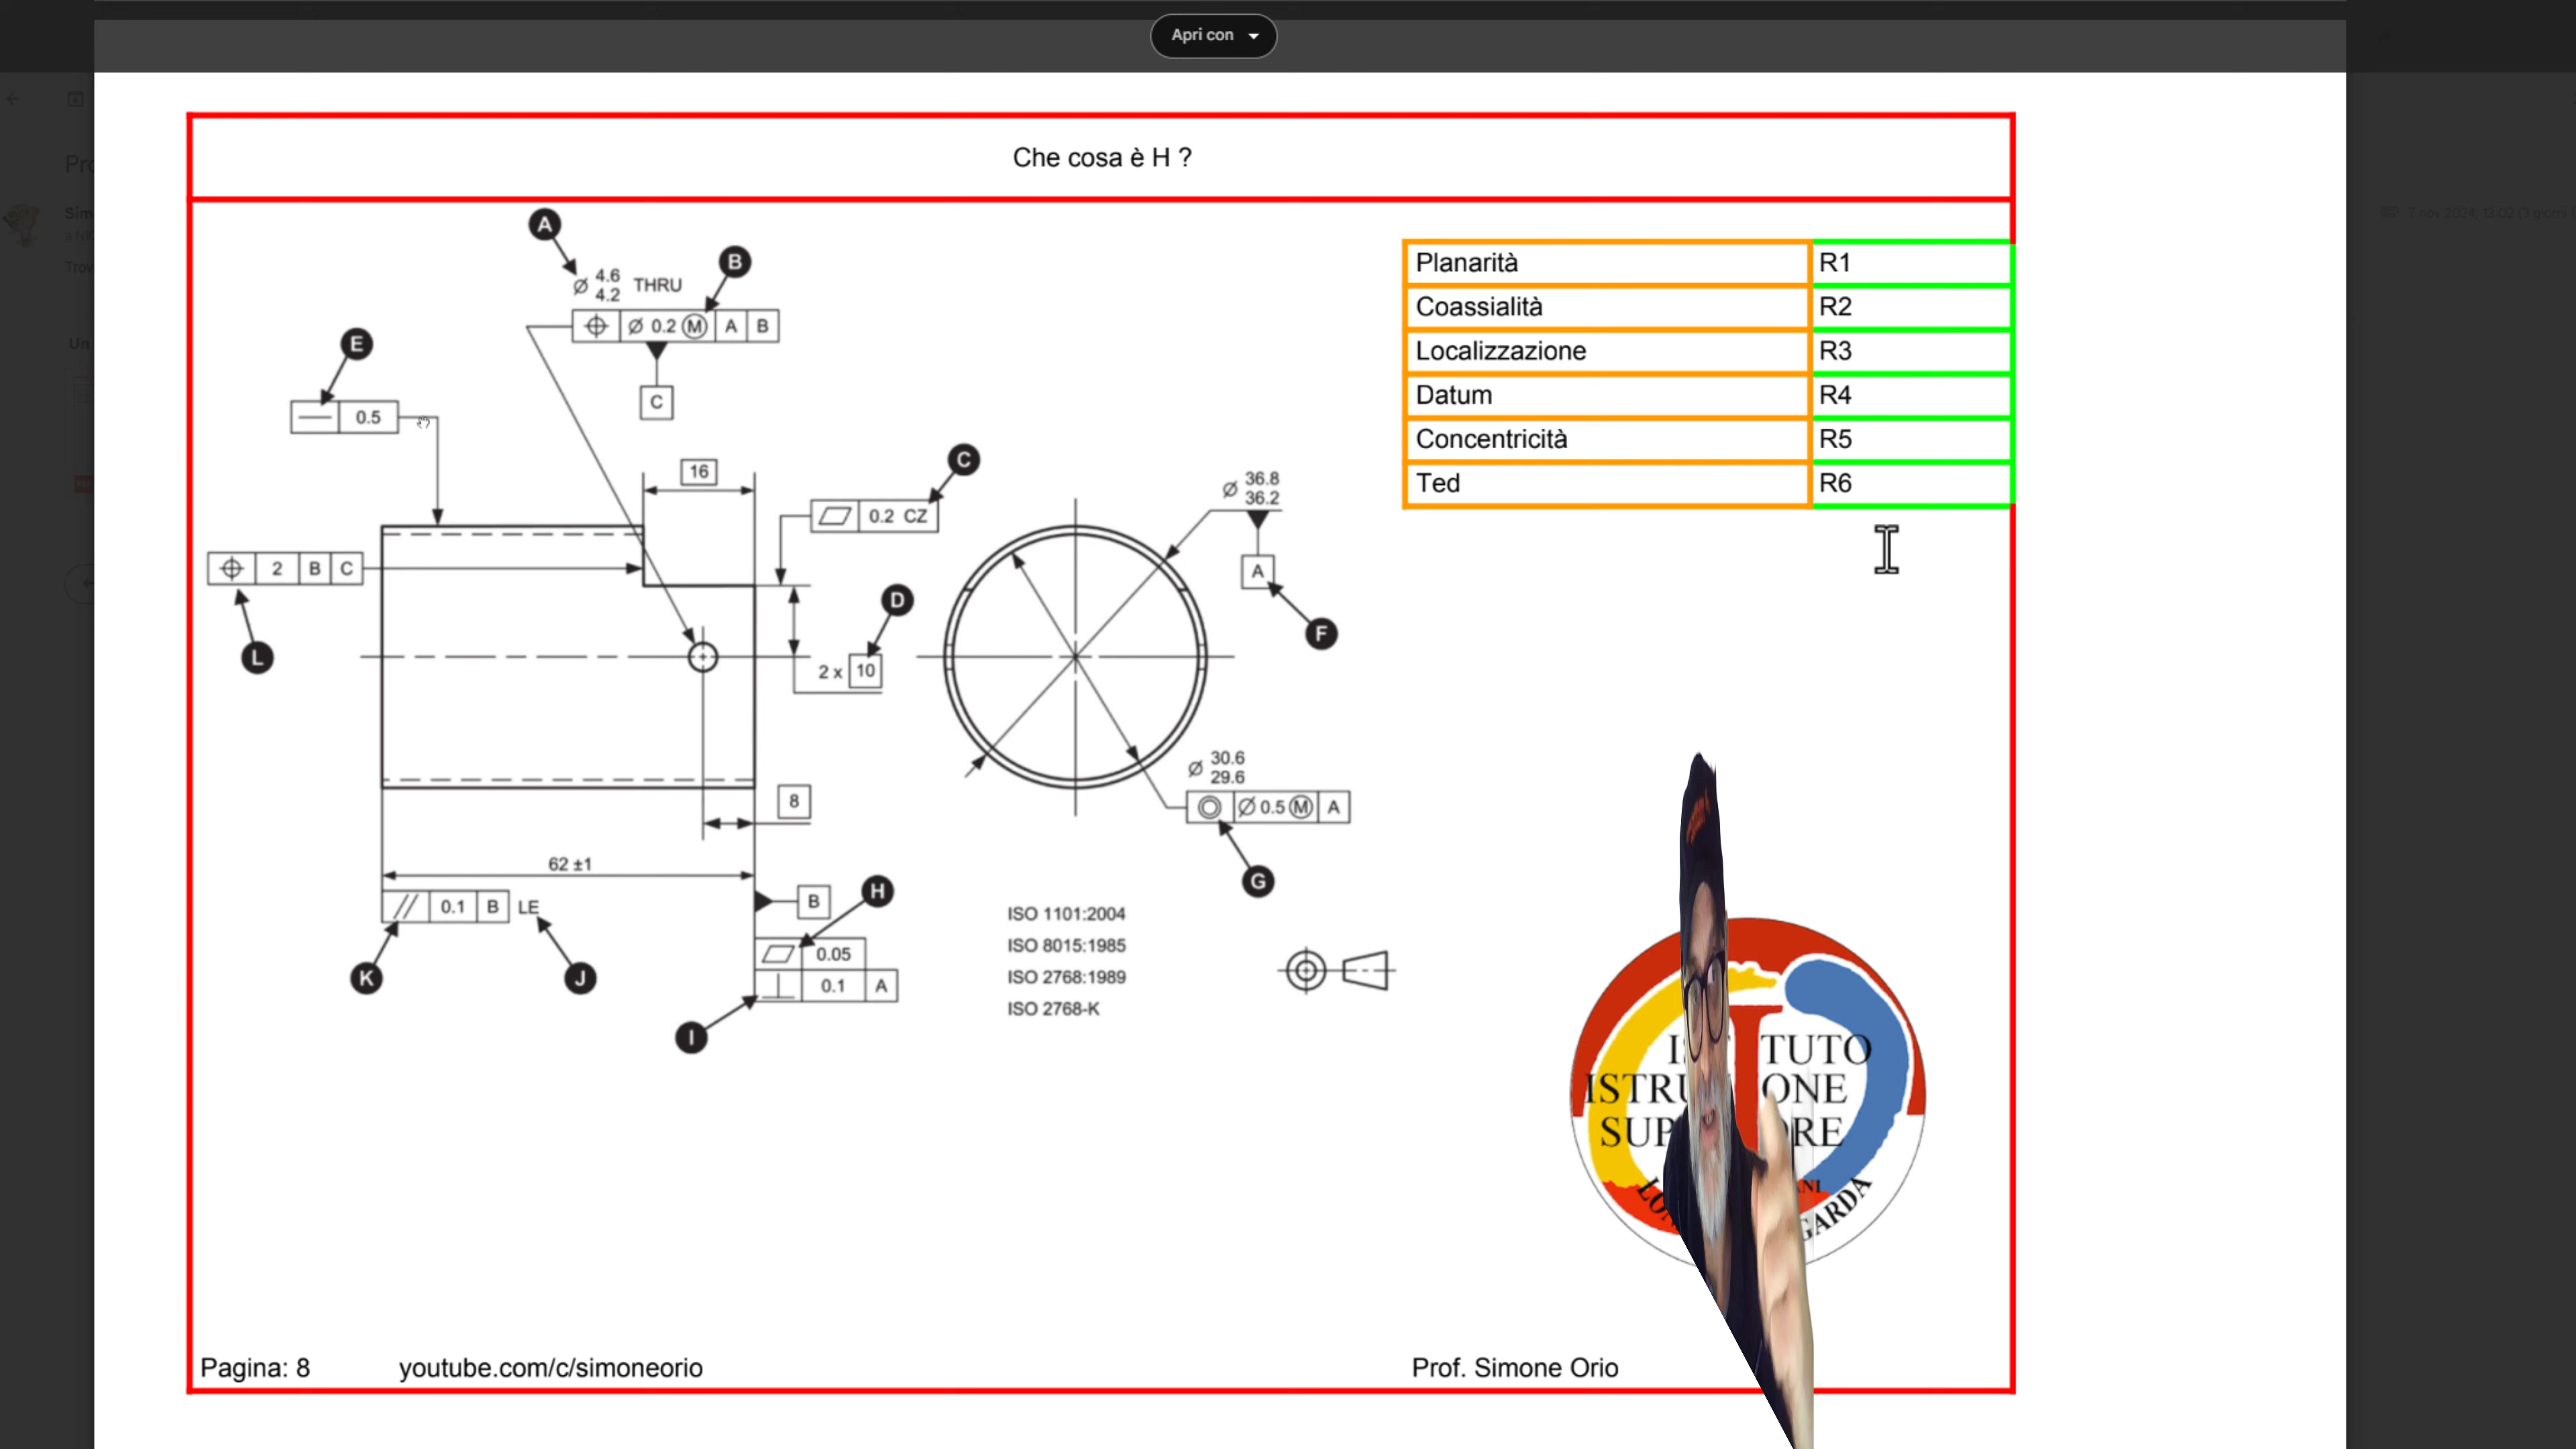 Apri con
Che cosa è H ?
A
B
Ø 4.6 THRU
4.2
Ø 0.2 M A B
C
E
0.5
16
C
0.2 CZ
2 B C
L
D
2 x 10
Ø 36.8
36.2
A
F
8
Ø 30.6
29.6
Ø 0.5 M A
G
62 ±1
0.1 B LE
K
J
B
H
0.05
0.1 A
I
ISO 1101:2004
ISO 8015:1985
ISO 2768:1989
ISO 2768-K
Planarità R1
Coassialità R2
Localizzazione R3
Datum R4
Concentricità R5
Ted R6
TUTO
ONE
GARDA
Pagina: 8 youtube.com/c/simoneorio Prof. Simone Orio